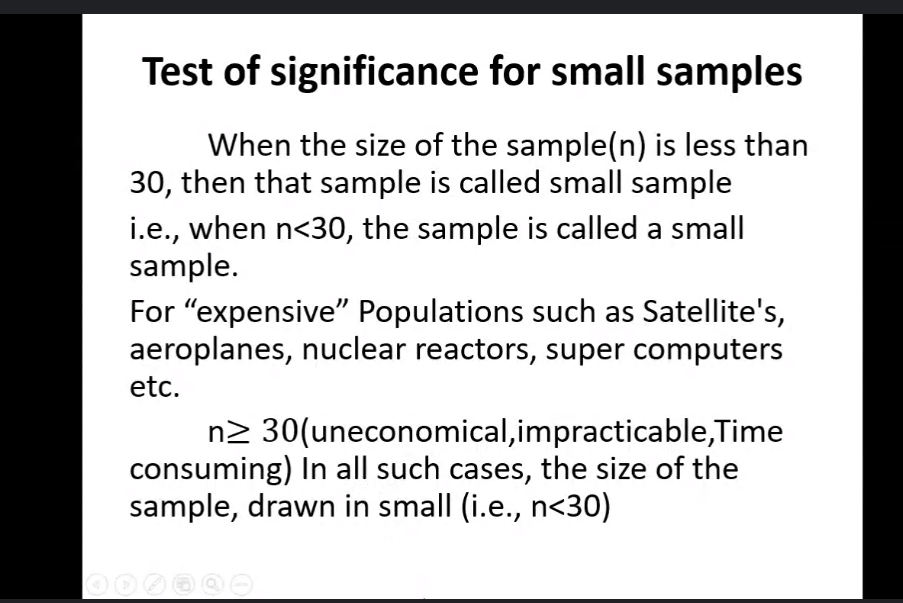 Test of significance for small samples
When the size of the sample(n) is less than
30, then that sample is called small sample
i.e., when n<30, the sample is called a small
sample.
For “expensive” Populations such as Satellite's,
aeroplanes, nuclear reactors, super computers
etc.
n≥ 30(uneconomical,impracticable,Time
consuming) In all such cases, the size of the
sample, drawn in small (i.e., n<30)